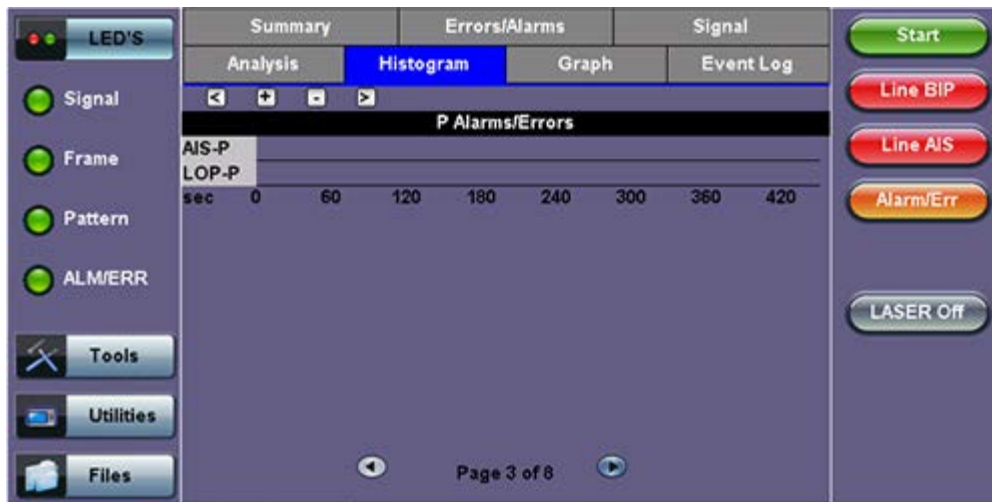 LED'S
Signal
Frame
Pattern
ALM/ERR
Tools
Utilities
Files
Summary Errors/Alarms Signal
Analysis Histogram Graph Event Log
< + - >
P Alarms/Errors
AIS-P
LOP-P
sec 0 60 120 180 240 300 360 420
Page 3 of 8
Start
Line BIP
Line AIS
Alarm/Err
LASER Off